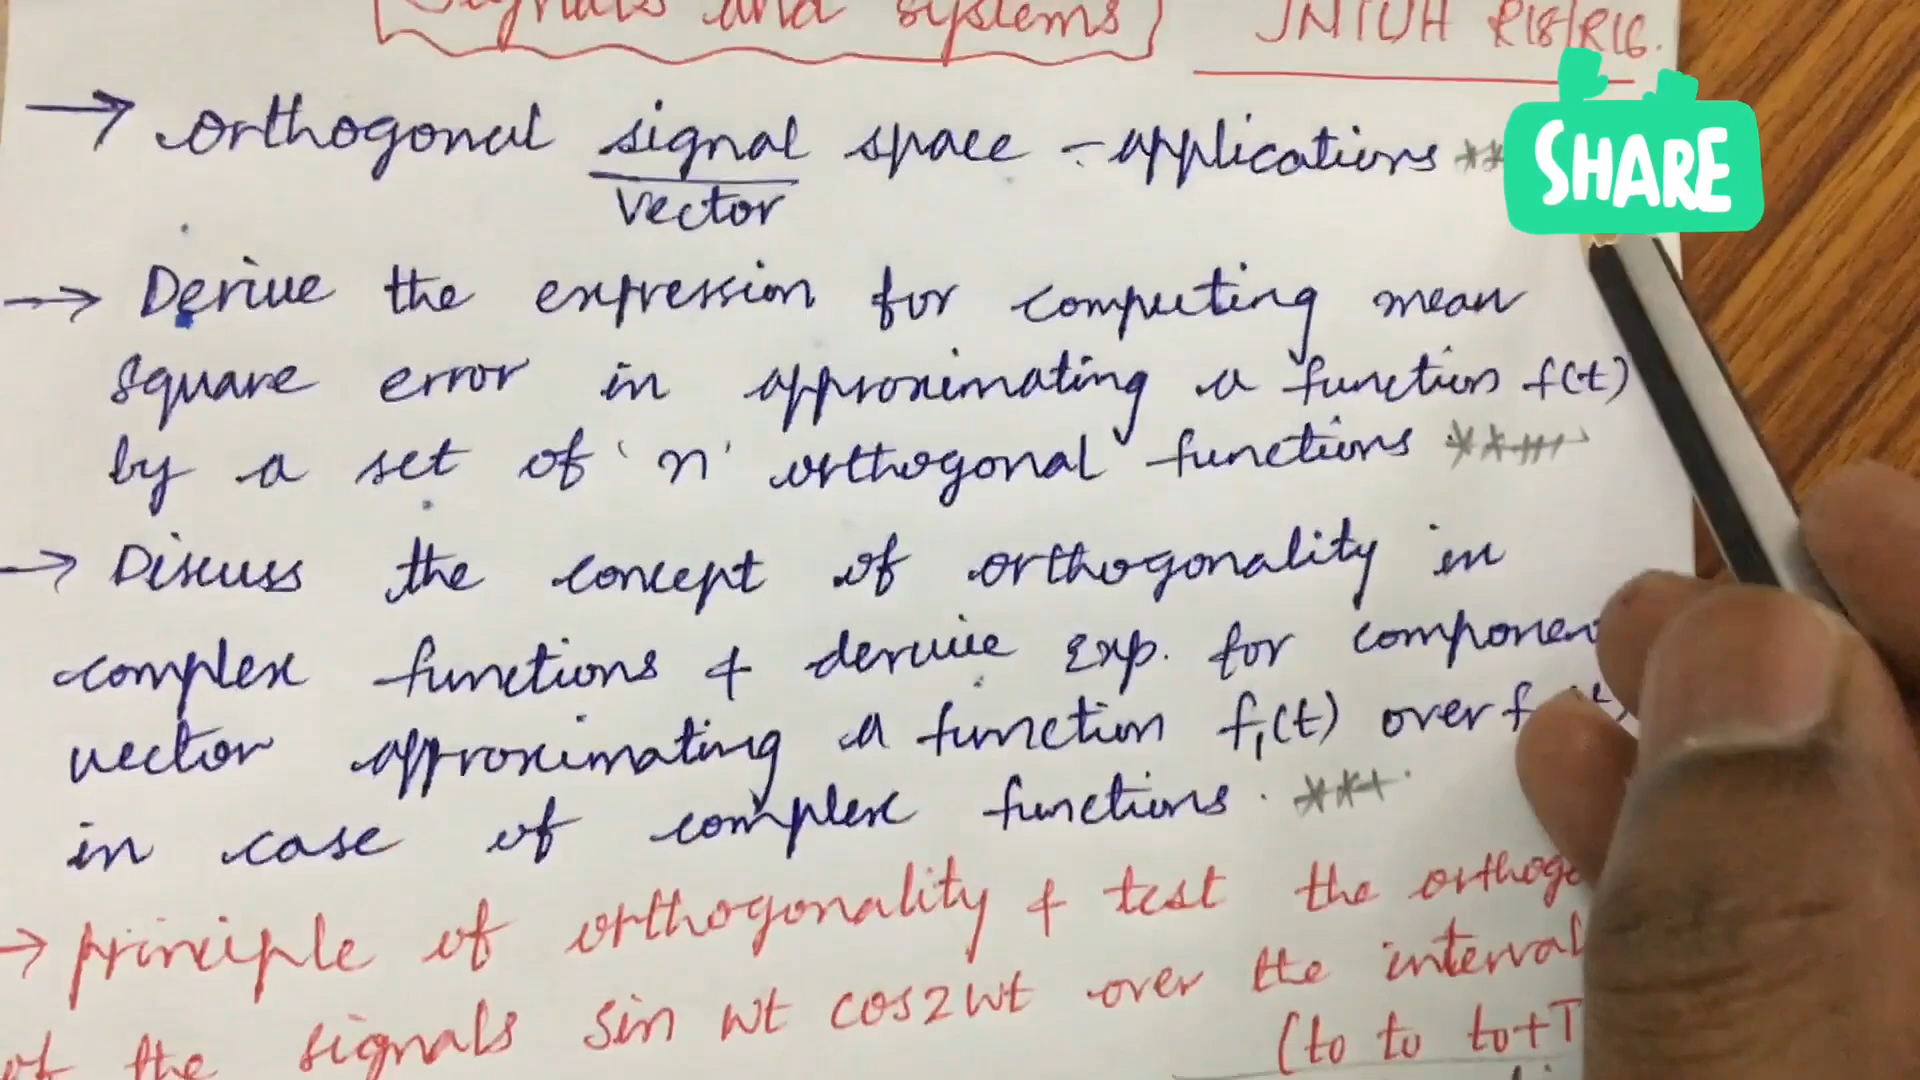 Signals and systems JNTUH R18/R16.
→ orthogonal signal space - applications **
vector
SHARE
→ Derive the expression for computing mean
square error in approximating a function f(t)
by a set of 'n' orthogonal functions ****
→ Discuss the concept of orthogonality in
complex functions & derive Exp. for component
vector approximating a function f₁(t) over f
in case of complex functions. ***
→ principle of orthogonality & test the
of the signals sin wt cos2wt over the interval
(to to to+T